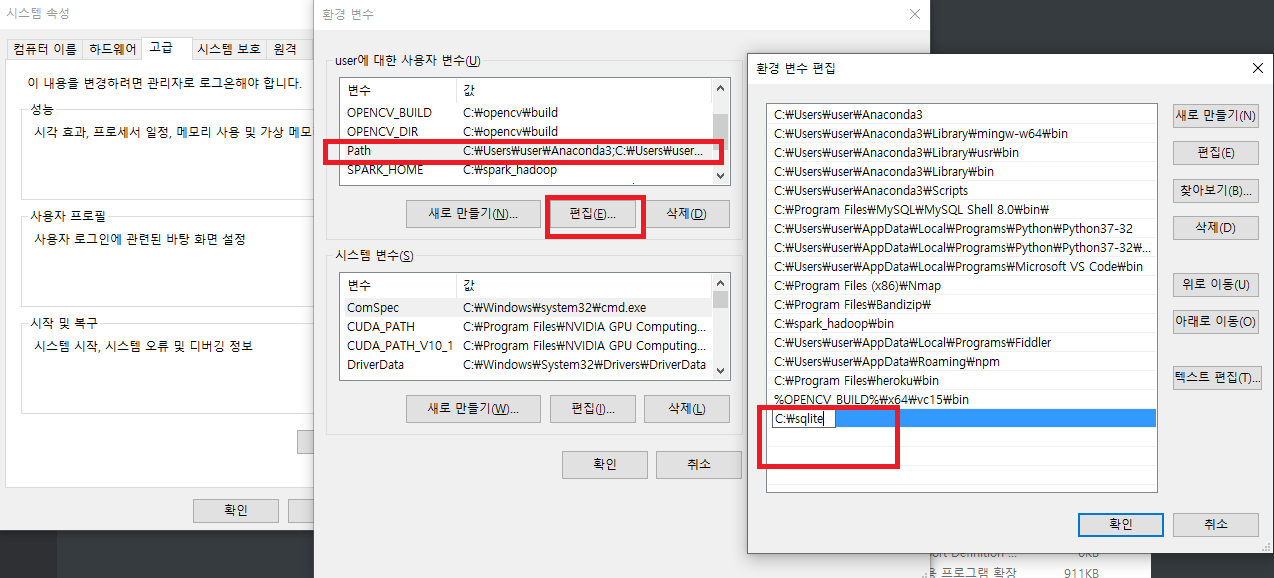 시스템 속성
컴퓨터 이름 하드웨어 고급 시스템 보호 원격
이 내용을 변경하려면 관리자로 로그온해야 합니다.
성능
시각 효과, 프로세서 일정, 메모리 사용 및 가상 메모
사용자 프로필
사용자 로그인에 관련된 바탕 화면 설정
시작 및 복구
시스템 시작, 시스템 오류 및 디버깅 정보
확인
환경 변수
user에 대한 사용자 변수(U)
변수 값
OPENCV_BUILD C:₩opencv₩build
OPENCV_DIR C:₩opencv₩build
Path C:₩Users₩user₩Anaconda3;C:₩Users₩user...
SPARK_HOME C:₩spark_hadoop
새로 만들기(N)... 편집(E)... 삭제(D)
시스템 변수(S)
변수 값
ComSpec C:₩Windows₩system32₩cmd.exe
CUDA_PATH C:₩Program Files₩NVIDIA GPU Computing...
CUDA_PATH_V10_1 C:₩Program Files₩NVIDIA GPU Computing...
DriverData C:₩Windows₩System32₩Drivers₩DriverData
새로 만들기(W)... 편집(I)... 삭제(L)
확인 취소
환경 변수 편집
C:₩Users₩user₩Anaconda3
C:₩Users₩user₩Anaconda3₩Library₩mingw-w64₩bin
C:₩Users₩user₩Anaconda3₩Library₩usr₩bin
C:₩Users₩user₩Anaconda3₩Library₩bin
C:₩Users₩user₩Anaconda3₩Scripts
C:₩Program Files₩MySQL₩MySQL Shell 8.0₩bin₩
C:₩Users₩user₩AppData₩Local₩Programs₩Python₩Python37-32
C:₩Users₩user₩AppData₩Local₩Programs₩Python₩Python37-32₩...
C:₩Users₩user₩AppData₩Local₩Programs₩Microsoft VS Code₩bin
C:₩Program Files (x86)₩Nmap
C:₩Program Files₩Bandizip₩
C:₩spark_hadoop₩bin
C:₩Users₩user₩AppData₩Local₩Programs₩Fiddler
C:₩Users₩user₩AppData₩Roaming₩npm
C:₩Program Files₩heroku₩bin
%OPENCV_BUILD%₩x64₩vc15₩bin
C:₩sqlite
새로 만들기(N)
편집(E)
찾아보기(B)...
삭제(D)
위로 이동(U)
아래로 이동(O)
텍스트 편집(T)...
확인 취소
프로그램 확장 911KB